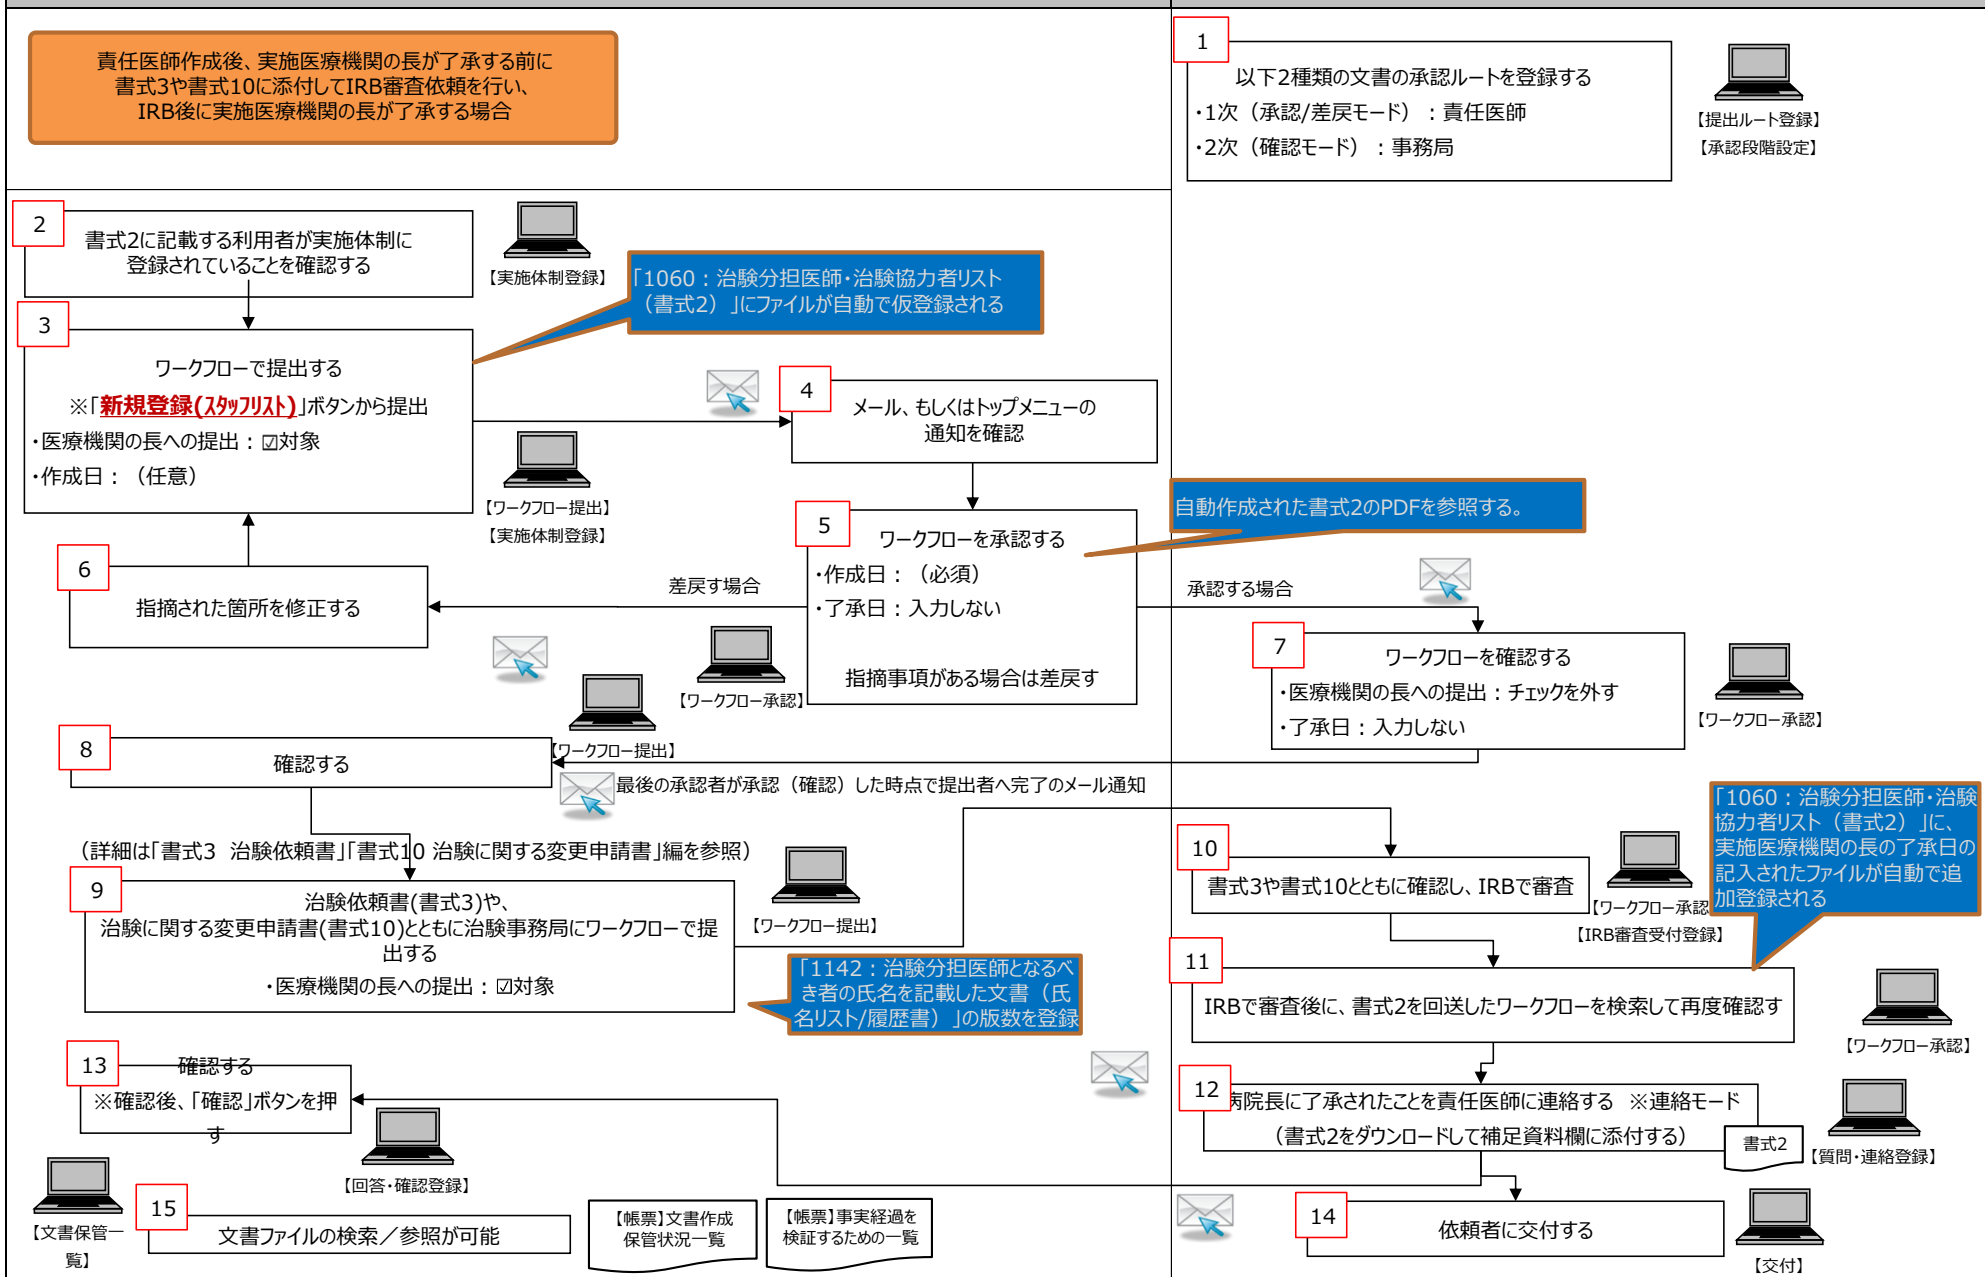 責任医師作成後、実施医療機関の長が了承する前に
書式3や書式10に添付してIRB審査依頼を行い、
IRB後に実施医療機関の長が了承する場合
1
以下2種類の文書の承認ルートを登録する
・1次（承認/差戻モード）：責任医師
・2次（確認モード）：事務局
【提出ルート登録】
【承認段階設定】
2
書式2に記載する利用者が実施体制に
登録されていることを確認する
【実施体制登録】
「1060：治験分担医師・治験協力者リスト
（書式2）」にファイルが自動で仮登録される
3
ワークフローで提出する
※「新規登録(スタッフリスト)」ボタンから提出
・医療機関の長への提出：☑対象
・作成日：（任意）
【ワークフロー提出】
【実施体制登録】
4
メール、もしくはトップメニューの
通知を確認
自動作成された書式2のPDFを参照する。
5
ワークフローを承認する
・作成日：（必須）
・了承日：入力しない
指摘事項がある場合は差戻す
【ワークフロー承認】
差戻す場合
承認する場合
6
指摘された箇所を修正する
7
ワークフローを確認する
・医療機関の長への提出：チェックを外す
・了承日：入力しない
【ワークフロー承認】
8
確認する
【ワークフロー提出】
最後の承認者が承認（確認）した時点で提出者へ完了のメール通知
（詳細は「書式3 治験依頼書」「書式10 治験に関する変更申請書」編を参照）
9
治験依頼書(書式3)や、
治験に関する変更申請書(書式10)とともに治験事務局にワークフローで提
出する
・医療機関の長への提出：☑対象
【ワークフロー提出】
「1142：治験分担医師となるべ
き者の氏名を記載した文書（氏
名リスト/履歴書）」の版数を登録
10
書式3や書式10とともに確認し、IRBで審査
【ワークフロー承認
【IRB審査受付登録】
「1060：治験分担医師・治験
協力者リスト（書式2）」に、
実施医療機関の長の了承日の
記入されたファイルが自動で追
加登録される
11
IRBで審査後に、書式2を回送したワークフローを検索して再度確認す
【ワークフロー承認】
12
病院長に了承されたことを責任医師に連絡する ※連絡モード
（書式2をダウンロードして補足資料欄に添付する）
書式2
【質問・連絡登録】
13
確認する
※確認後、「確認」ボタンを押
す
【回答・確認登録】
14
依頼者に交付する
【交付】
15
文書ファイルの検索／参照が可能
【文書保管一
覧】
【帳票】文書作成
保管状況一覧
【帳票】事実経過を
検証するための一覧